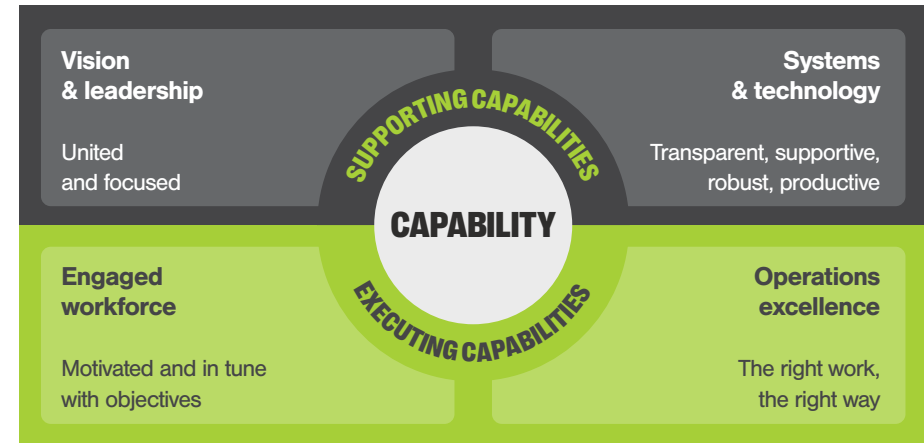 Vision
& leadership
United
and focused
Systems
& technology
Transparent, supportive,
robust, productive
SUPPORTING CAPABILITIES
CAPABILITY
EXECUTING CAPABILITIES
Engaged
workforce
Motivated and in tune
with objectives
Operations
excellence
The right work,
the right way